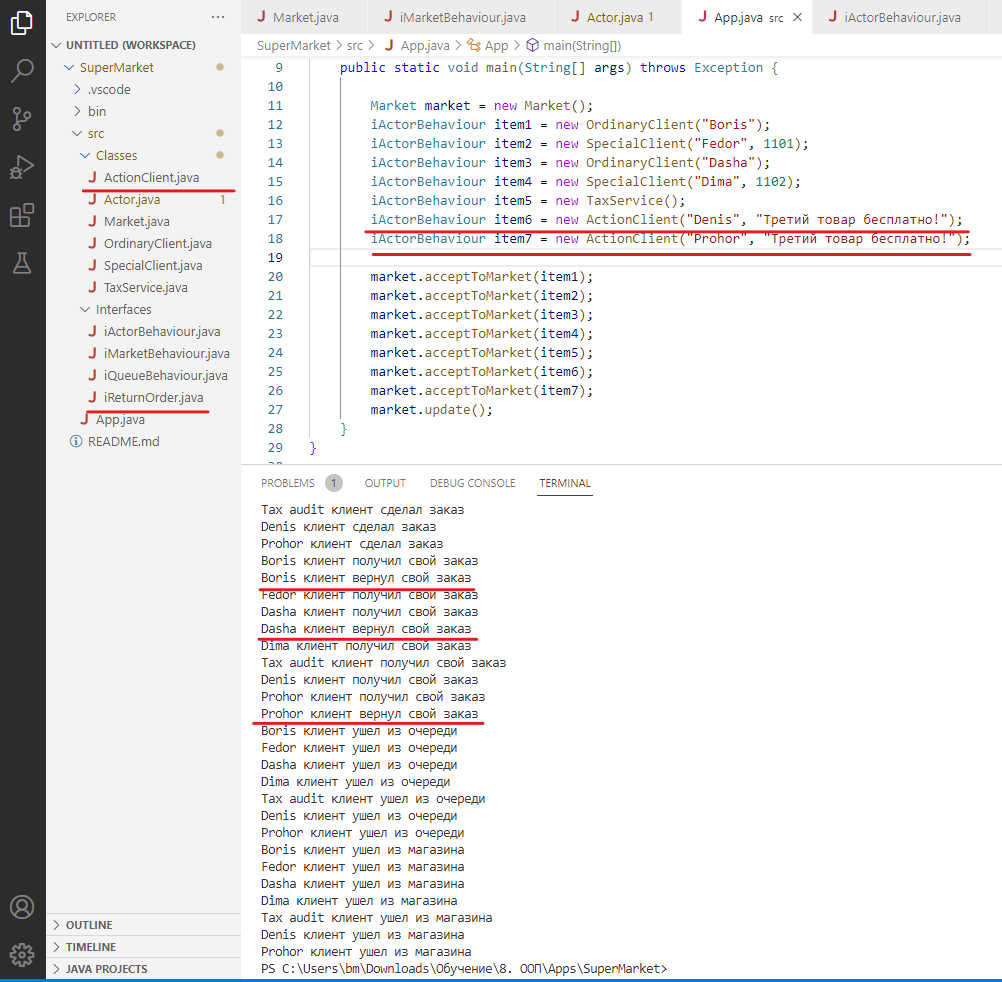 EXPLORER
UNTITLED (WORKSPACE)
SuperMarket
.vscode
bin
src
Classes
J ActionClient.java
J Actor.java 1
J Market.java
J OrdinaryClient.java
J SpecialClient.java
J TaxService.java
Interfaces
J iActorBehaviour.java
J iMarketBehaviour.java
J iQueueBehaviour.java
J iReturnOrder.java
J App.java
README.md
OUTLINE
TIMELINE
JAVA PROJECTS
J Market.java J iMarketBehaviour.java J Actor.java 1 J App.java src J iActorBehaviour.java
SuperMarket > src > J App.java > App > main(String[])
9 public static void main(String[] args) throws Exception {
10
11 Market market = new Market();
12 iActorBehaviour item1 = new OrdinaryClient("Boris");
13 iActorBehaviour item2 = new SpecialClient("Fedor", 1101);
14 iActorBehaviour item3 = new OrdinaryClient("Dasha");
15 iActorBehaviour item4 = new SpecialClient("Dima", 1102);
16 iActorBehaviour item5 = new TaxService();
17 iActorBehaviour item6 = new ActionClient("Denis", "Третий товар бесплатно!");
18 iActorBehaviour item7 = new ActionClient("Prohor", "Третий товар бесплатно!");
19
20 market.acceptToMarket(item1);
21 market.acceptToMarket(item2);
22 market.acceptToMarket(item3);
23 market.acceptToMarket(item4);
24 market.acceptToMarket(item5);
25 market.acceptToMarket(item6);
26 market.acceptToMarket(item7);
27 market.update();
28 }
29 }
PROBLEMS 1 OUTPUT DEBUG CONSOLE TERMINAL
Tax audit клиент сделал заказ
Denis клиент сделал заказ
Prohor клиент сделал заказ
Boris клиент получил свой заказ
Boris клиент вернул свой заказ
Fedor клиент получил свой заказ
Dasha клиент получил свой заказ
Dasha клиент вернул свой заказ
Dima клиент получил свой заказ
Tax audit клиент получил свой заказ
Denis клиент получил свой заказ
Prohor клиент получил свой заказ
Prohor клиент вернул свой заказ
Boris клиент ушел из очереди
Fedor клиент ушел из очереди
Dasha клиент ушел из очереди
Dima клиент ушел из очереди
Tax audit клиент ушел из очереди
Denis клиент ушел из очереди
Prohor клиент ушел из очереди
Boris клиент ушел из магазина
Fedor клиент ушел из магазина
Dasha клиент ушел из магазина
Dima клиент ушел из магазина
Tax audit клиент ушел из магазина
Denis клиент ушел из магазина
Prohor клиент ушел из магазина
PS C:\Users\bm\Downloads\Обучение\8. ООП\Apps\SuperMarket>